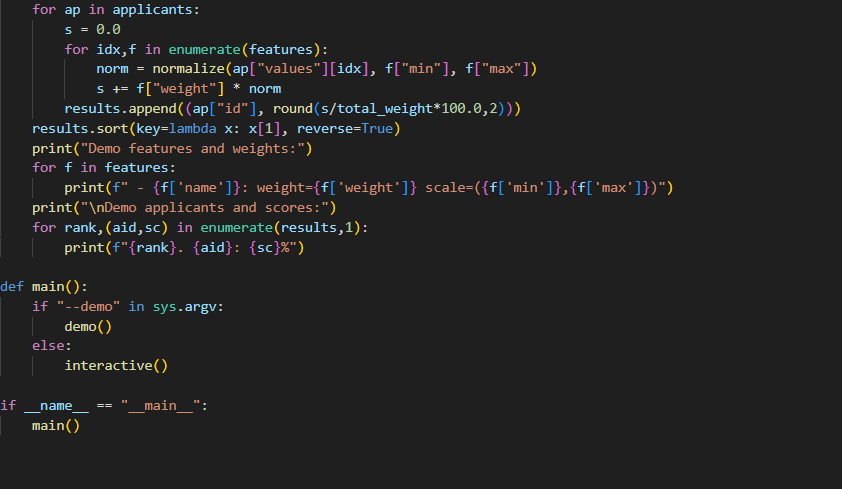 for ap in applicants:
s = 0.0
for idx,f in enumerate(features):
norm = normalize(ap["values"][idx], f["min"], f["max"])
s += f["weight"] * norm
results.append((ap["id"], round(s/total_weight*100.0,2)))
results.sort(key=lambda x: x[1], reverse=True)
print("Demo features and weights:")
for f in features:
print(f" - {f['name']}: weight={f['weight']} scale=({f['min']},{f['max']})")
print("\nDemo applicants and scores:")
for rank,(aid,sc) in enumerate(results,1):
print(f"{rank}. {aid}: {sc}%")
def main():
if "--demo" in sys.argv:
demo()
else:
interactive()
if __name__ == "__main__":
main()